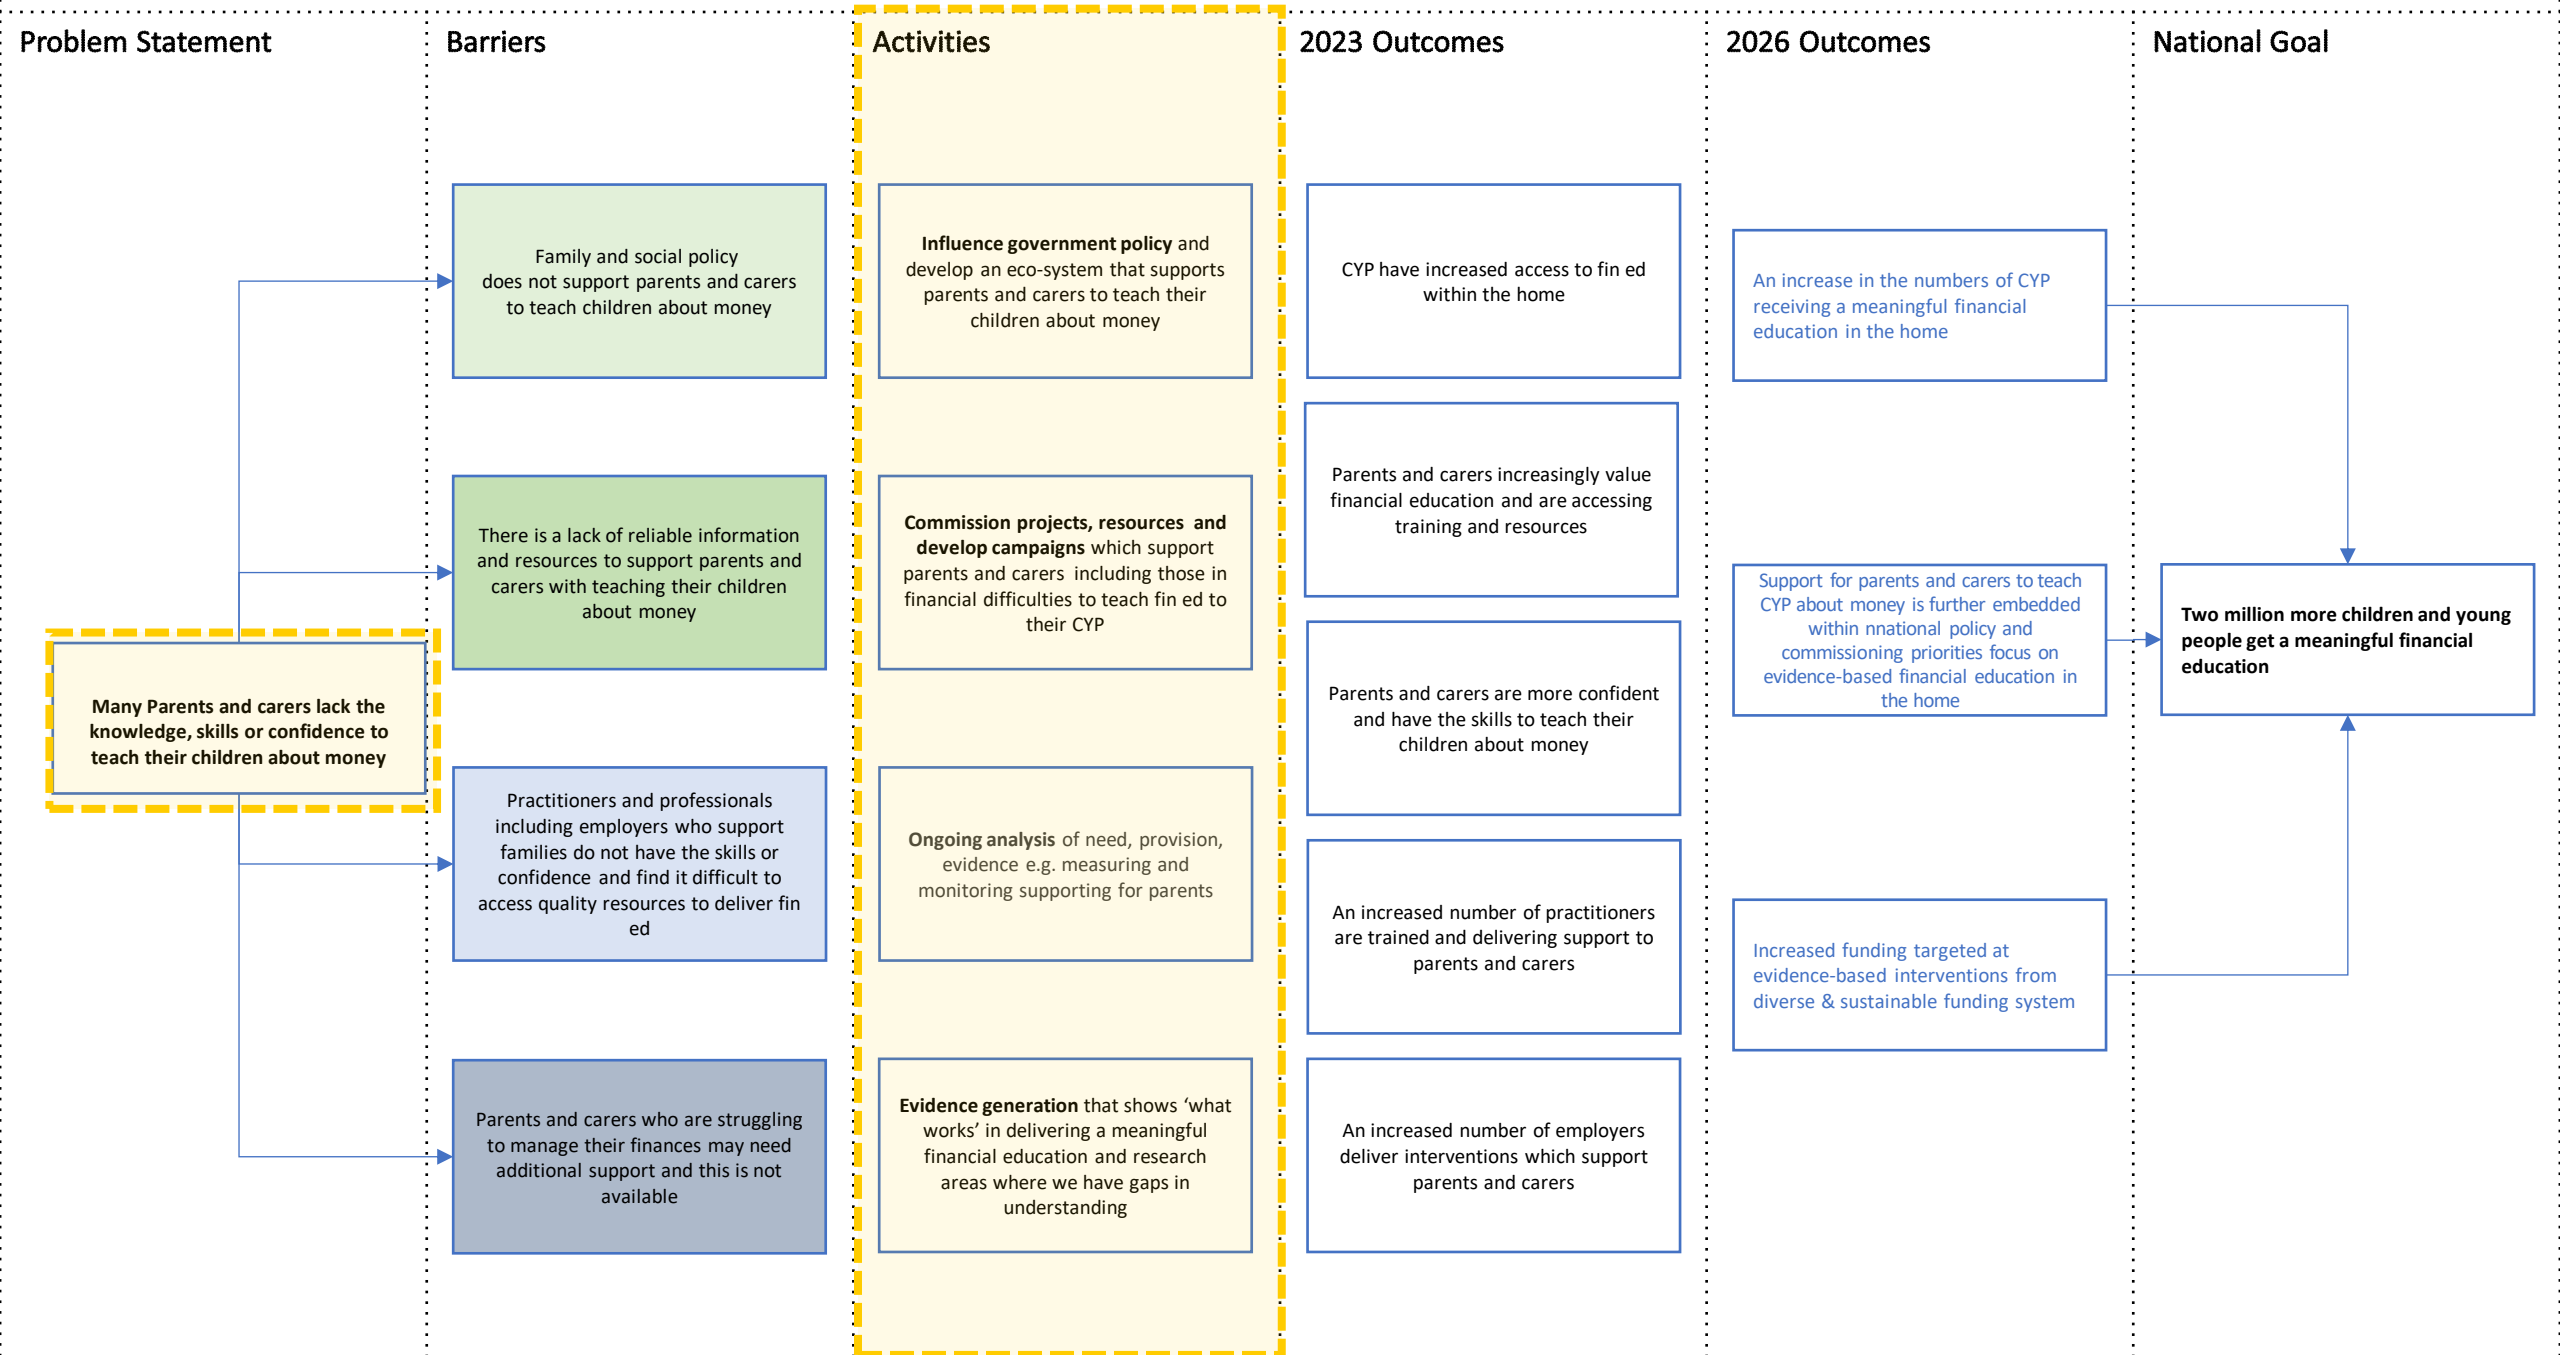 Problem Statement
Barriers
Activities
2023 Outcomes
2026 Outcomes
National Goal
Many Parents and carers lack the
knowledge, skills or confidence to
teach their children about money
Family and social policy
does not support parents and carers
to teach children about money
There is a lack of reliable information
and resources to support parents and
carers with teaching their children
about money
Practitioners and professionals
including employers who support
families do not have the skills or
confidence and find it difficult to
access quality resources to deliver fin
ed
Parents and carers who are struggling
to manage their finances may need
additional support and this is not
available
Influence government policy and
develop an eco-system that supports
parents and carers to teach their
children about money
Commission projects, resources and
develop campaigns which support
parents and carers including those in
financial difficulties to teach fin ed to
their CYP
Ongoing analysis of need, provision,
evidence e.g. measuring and
monitoring supporting for parents
Evidence generation that shows ‘what
works’ in delivering a meaningful
financial education and research
areas where we have gaps in
understanding
CYP have increased access to fin ed
within the home
Parents and carers increasingly value
financial education and are accessing
training and resources
Parents and carers are more confident
and have the skills to teach their
children about money
An increased number of practitioners
are trained and delivering support to
parents and carers
An increased number of employers
deliver interventions which support
parents and carers
An increase in the numbers of CYP
receiving a meaningful financial
education in the home
Support for parents and carers to teach
CYP about money is further embedded
within nnational policy and
commissioning priorities focus on
evidence-based financial education in
the home
Increased funding targeted at
evidence-based interventions from
diverse & sustainable funding system
Two million more children and young
people get a meaningful financial
education